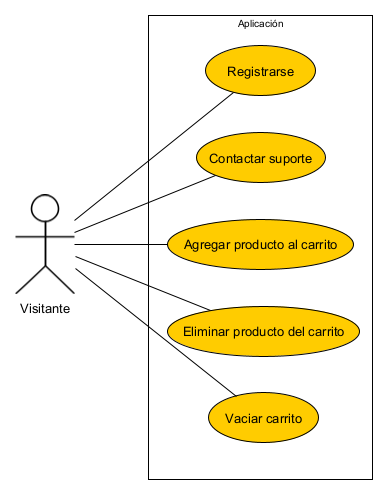 Aplicación
Registrarse
Contactar suporte
Agregar producto al carrito
Visitante
Eliminar producto del carrito
Vaciar carrito